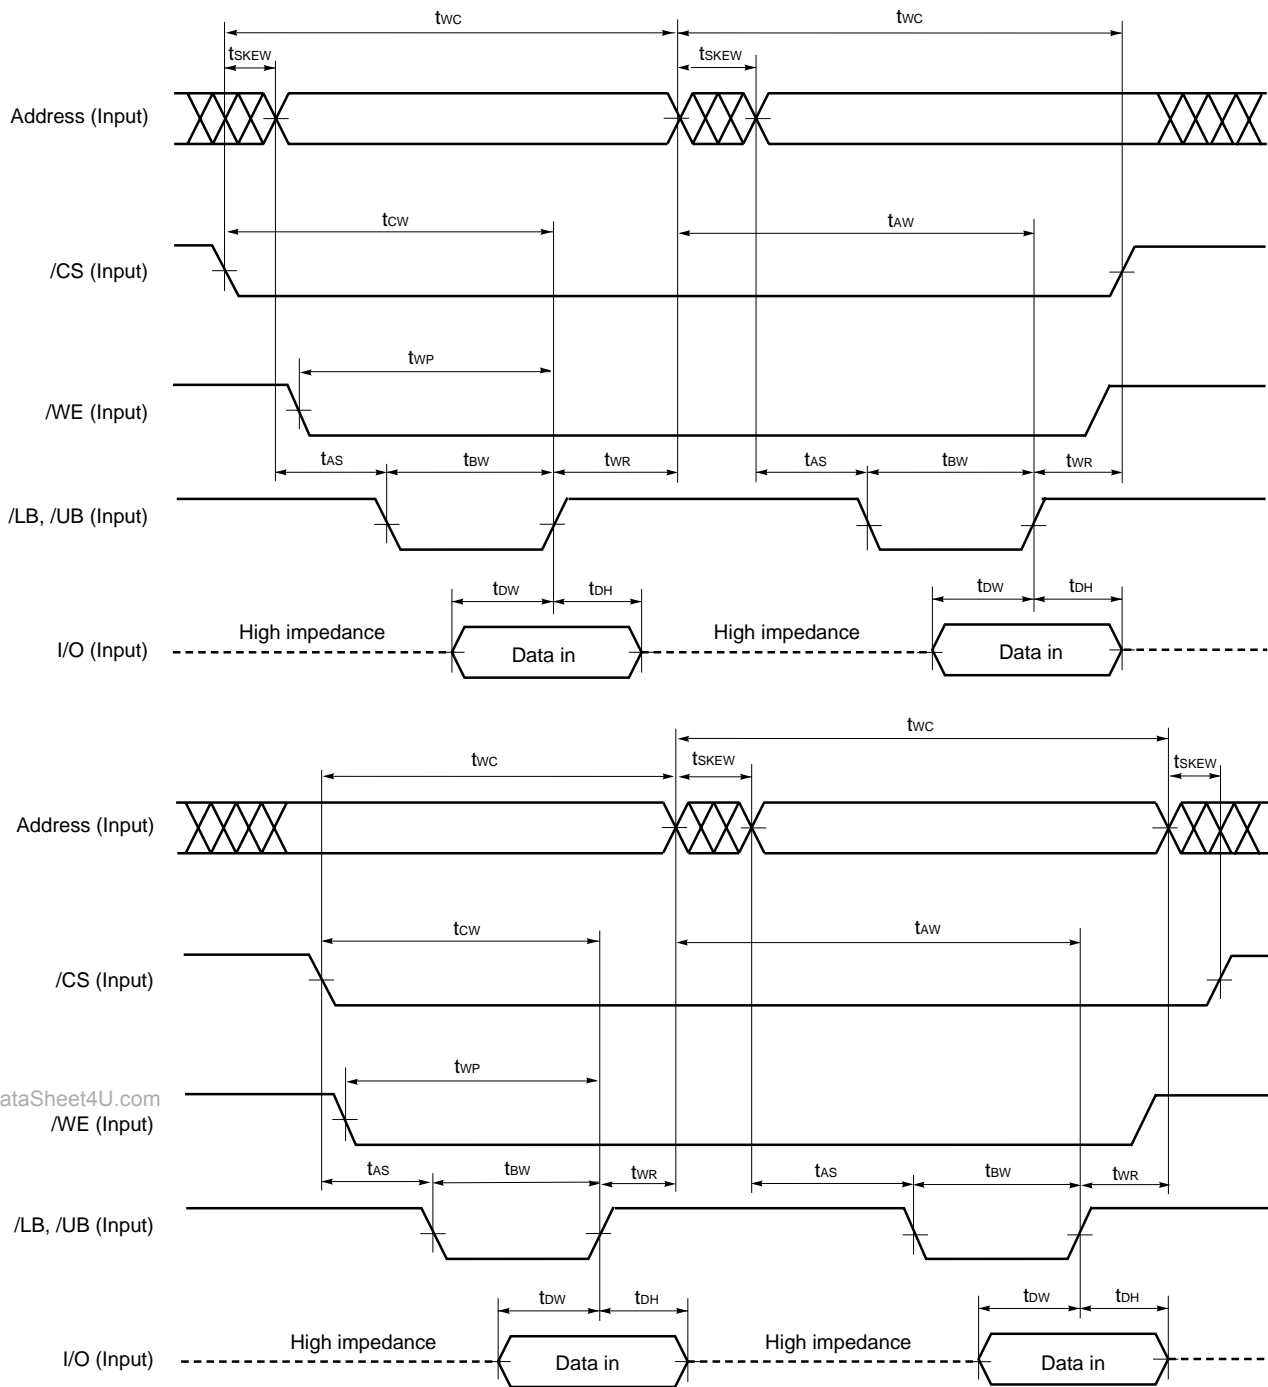 tWC tWC
tSKEW tSKEW
Address (Input)
tCW tAW
/CS (Input)
tWP
/WE (Input)
tAS tBW tWR tAS tBW tWR
/LB, /UB (Input)
tDW tDH tDW tDH
High impedance High impedance
I/O (Input) Data in Data in
tWC
tWC tSKEW tSKEW
Address (Input)
tCW tAW
/CS (Input)
tWP
ataSheet4U.com
/WE (Input)
tAS tBW tWR tAS tBW tWR
/LB, /UB (Input)
tDW tDH tDW tDH
High impedance High impedance
I/O (Input) Data in Data in